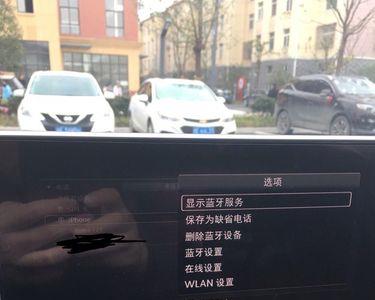 选项
显示蓝牙服务
保存为缺省电话
删除蓝牙设备
蓝牙设置
在线设置
WLAN 设置
iPhone